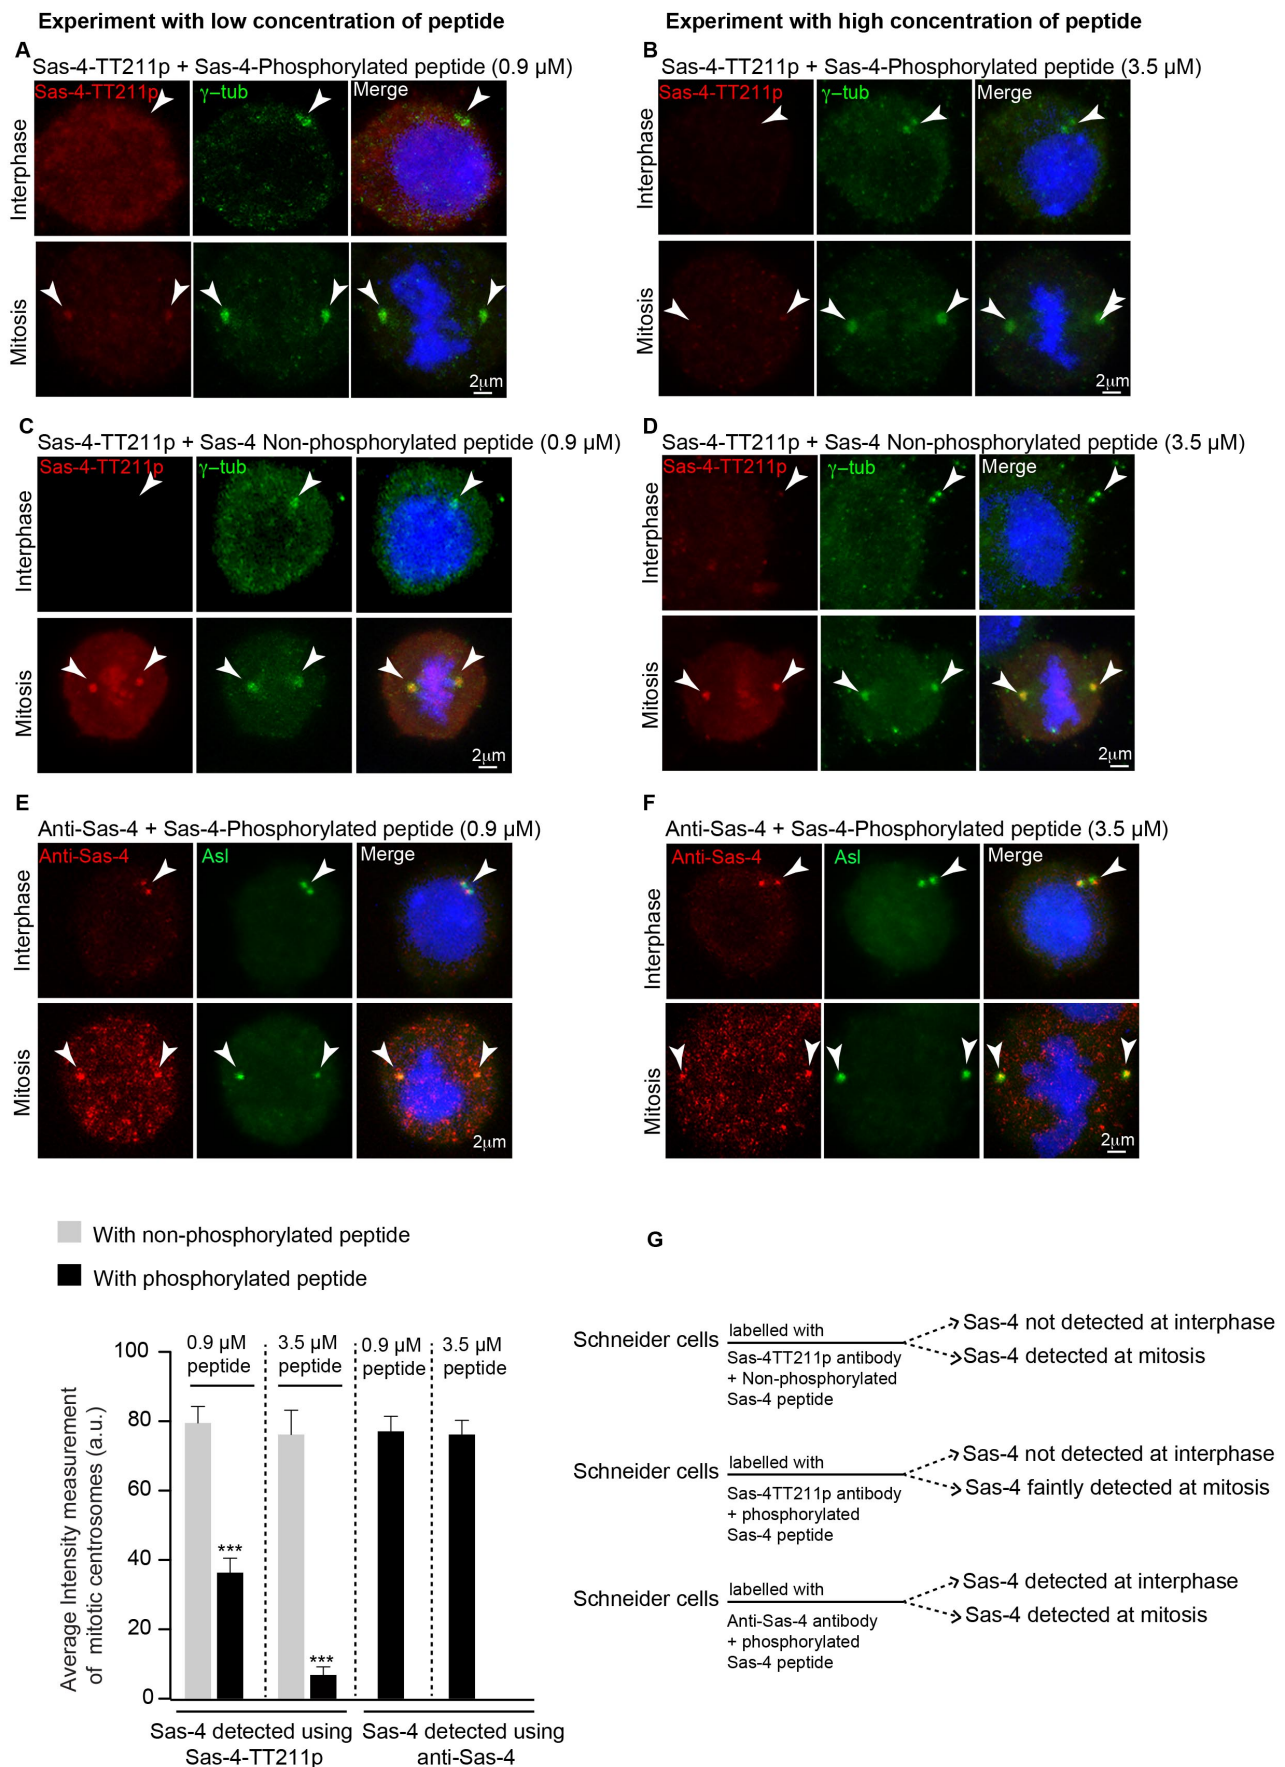 Experiment with low concentration of peptide
Experiment with high concentration of peptide
A
Sas-4-TT211p + Sas-4-Phosphorylated peptide (0.9 µM)
Sas-4-TT211p
γ–tub
Merge
Interphase
Mitosis
2µm
B
Sas-4-TT211p + Sas-4-Phosphorylated peptide (3.5 µM)
Sas-4-TT211p
γ–tub
Merge
Interphase
Mitosis
2µm
C
Sas-4-TT211p + Sas-4 Non-phosphorylated peptide (0.9 µM)
Sas-4-TT211p
γ–tub
Interphase
Mitosis
2µm
D
Sas-4-TT211p + Sas-4 Non-phosphorylated peptide (3.5 µM)
Sas-4-TT211p
γ–tub
Merge
Interphase
Mitosis
2µm
E
Anti-Sas-4 + Sas-4-Phosphorylated peptide (0.9 µM)
Anti-Sas-4
Asl
Merge
Interphase
Mitosis
2µm
F
Anti-Sas-4 + Sas-4-Phosphorylated peptide (3.5 µM)
Anti-Sas-4
Asl
Merge
Interphase
Mitosis
2µm
With non-phosphorylated peptide
With phosphorylated peptide
Average Intensity measurement
of mitotic centrosomes (a.u.)
100
80
60
40
20
0
0.9 µM
peptide
3.5 µM
peptide
0.9 µM
peptide
3.5 µM
peptide
***
***
Sas-4 detected using
Sas-4-TT211p
Sas-4 detected using
anti-Sas-4
G
Schneider cells
labelled with
Sas-4TT211p antibody
+ Non-phosphorylated
Sas-4 peptide
Sas-4 not detected at interphase
Sas-4 detected at mitosis
Schneider cells
labelled with
Sas-4TT211p antibody
+ phosphorylated
Sas-4 peptide
Sas-4 not detected at interphase
Sas-4 faintly detected at mitosis
Schneider cells
labelled with
Anti-Sas-4 antibody
+ phosphorylated
Sas-4 peptide
Sas-4 detected at interphase
Sas-4 detected at mitosis